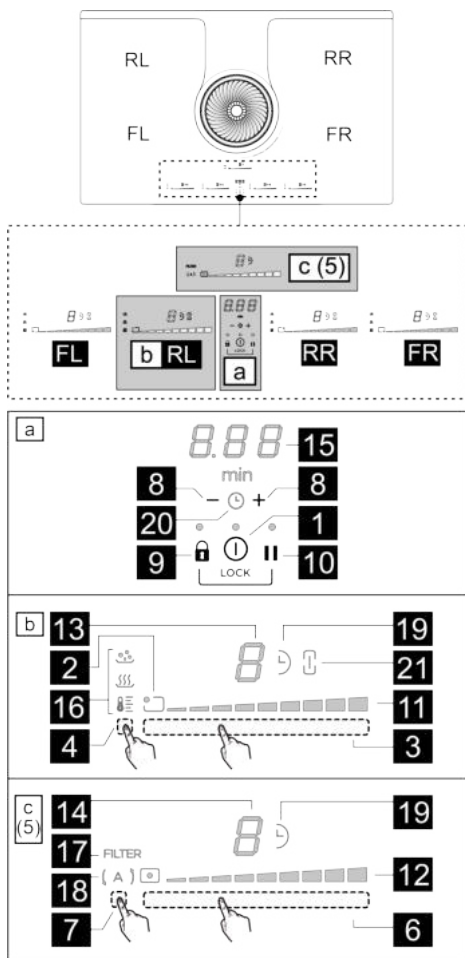 RL RR
FL FR
c (5)
FL b RL a RR FR
a
8.88 15
min
8 − + 8
20 1
9 10
LOCK
b
13 8 19
2 21
16 11
4 3
c
(5)
14 8 19
17 FILTER
18 ( A ) 12
7 6